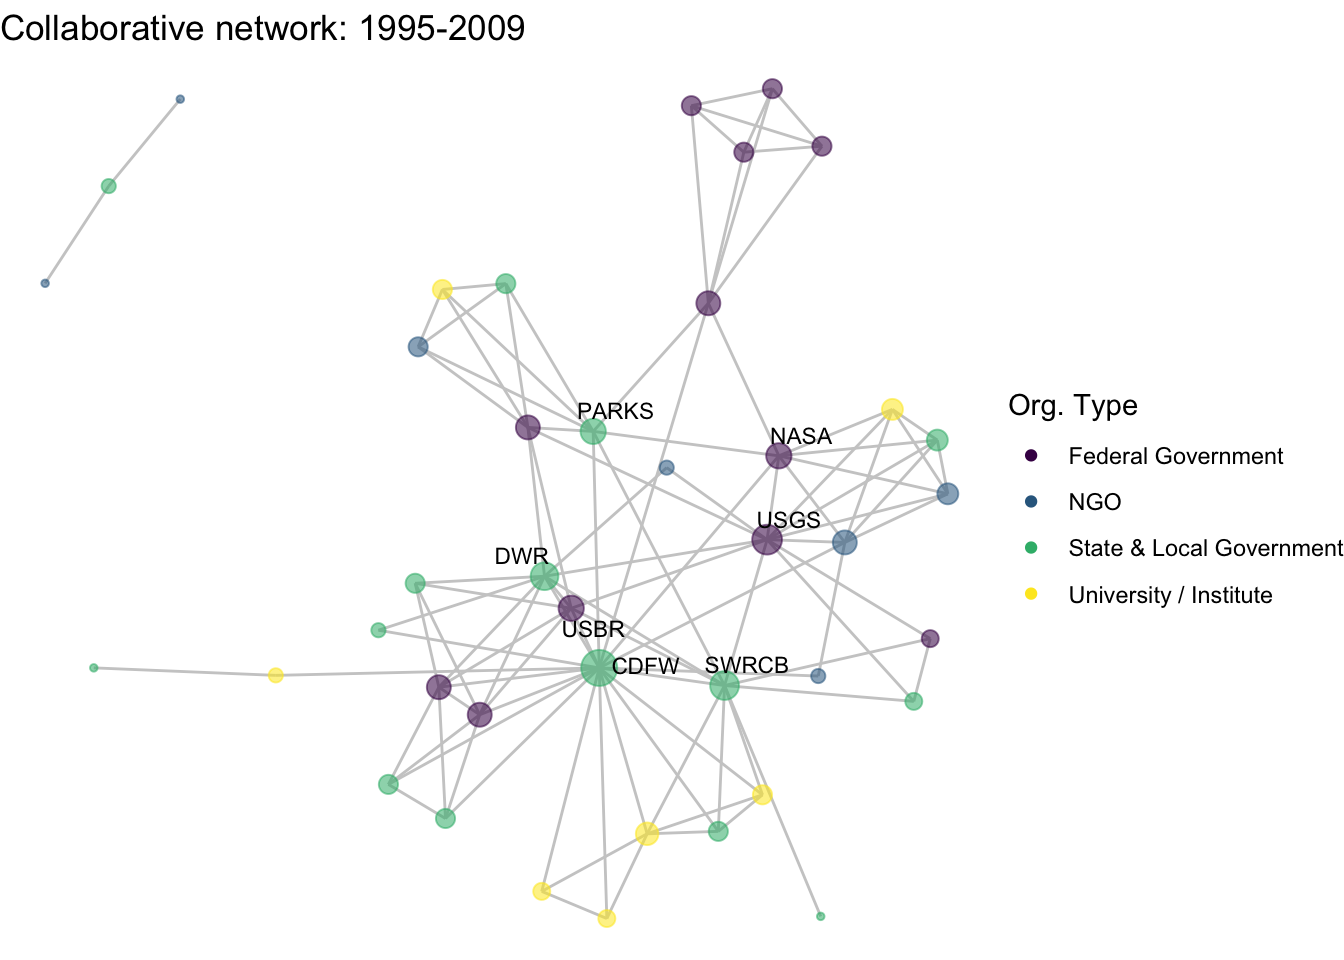 Collaborative network: 1995-2009
PARKS
NASA
USGS
DWR
USBR
CDFW
SWRCB
Org. Type
Federal Government
NGO
State & Local Government
University / Institute